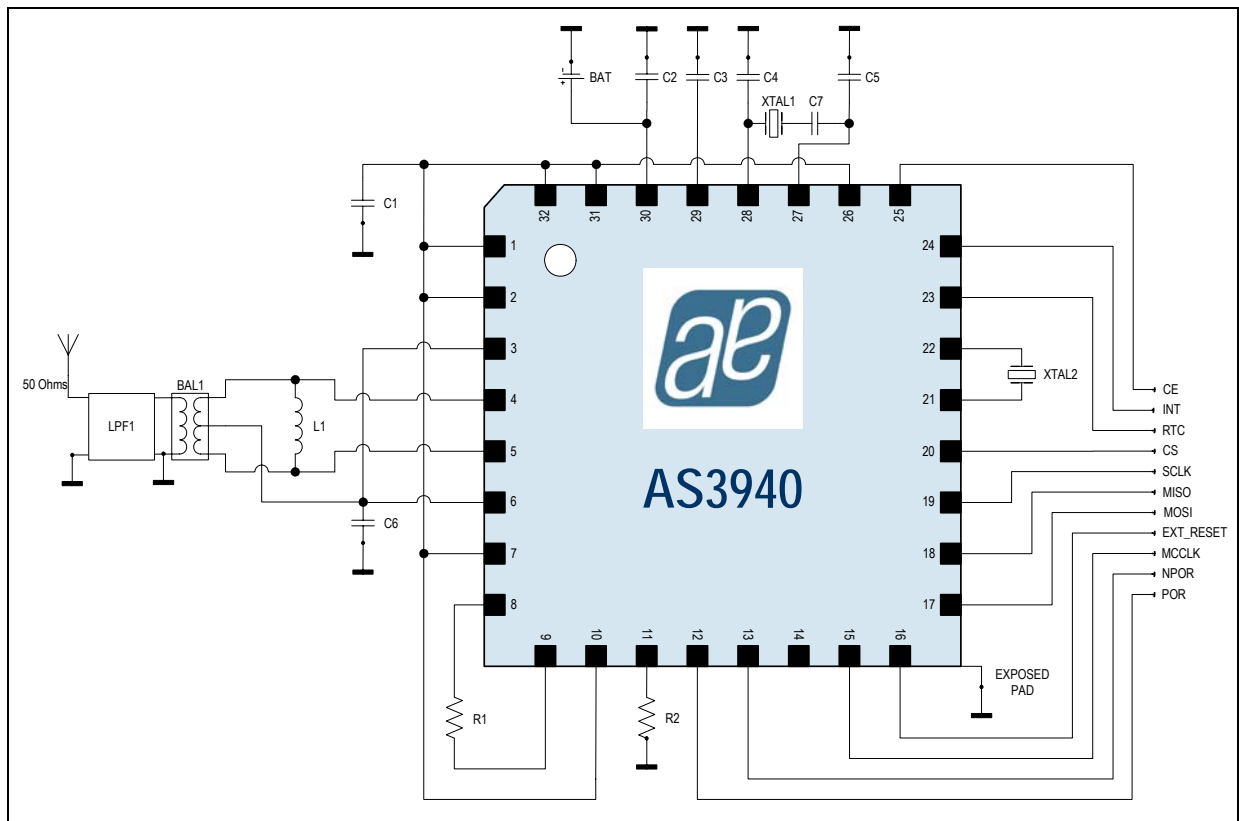 BAT
C2
C3
C4
C5
XTAL1
C7
C1
32
31
30
29
28
27
26
25
1
2
3
4
5
6
7
8
24
23
22
21
20
19
18
17
9
10
11
12
13
14
15
16
AS3940
50 Ohms
LPF1
BAL1
L1
C6
R1
R2
XTAL2
CE
INT
RTC
CS
SCLK
MISO
MOSI
EXT_RESET
MCCLK
NPOR
POR
EXPOSED
PAD